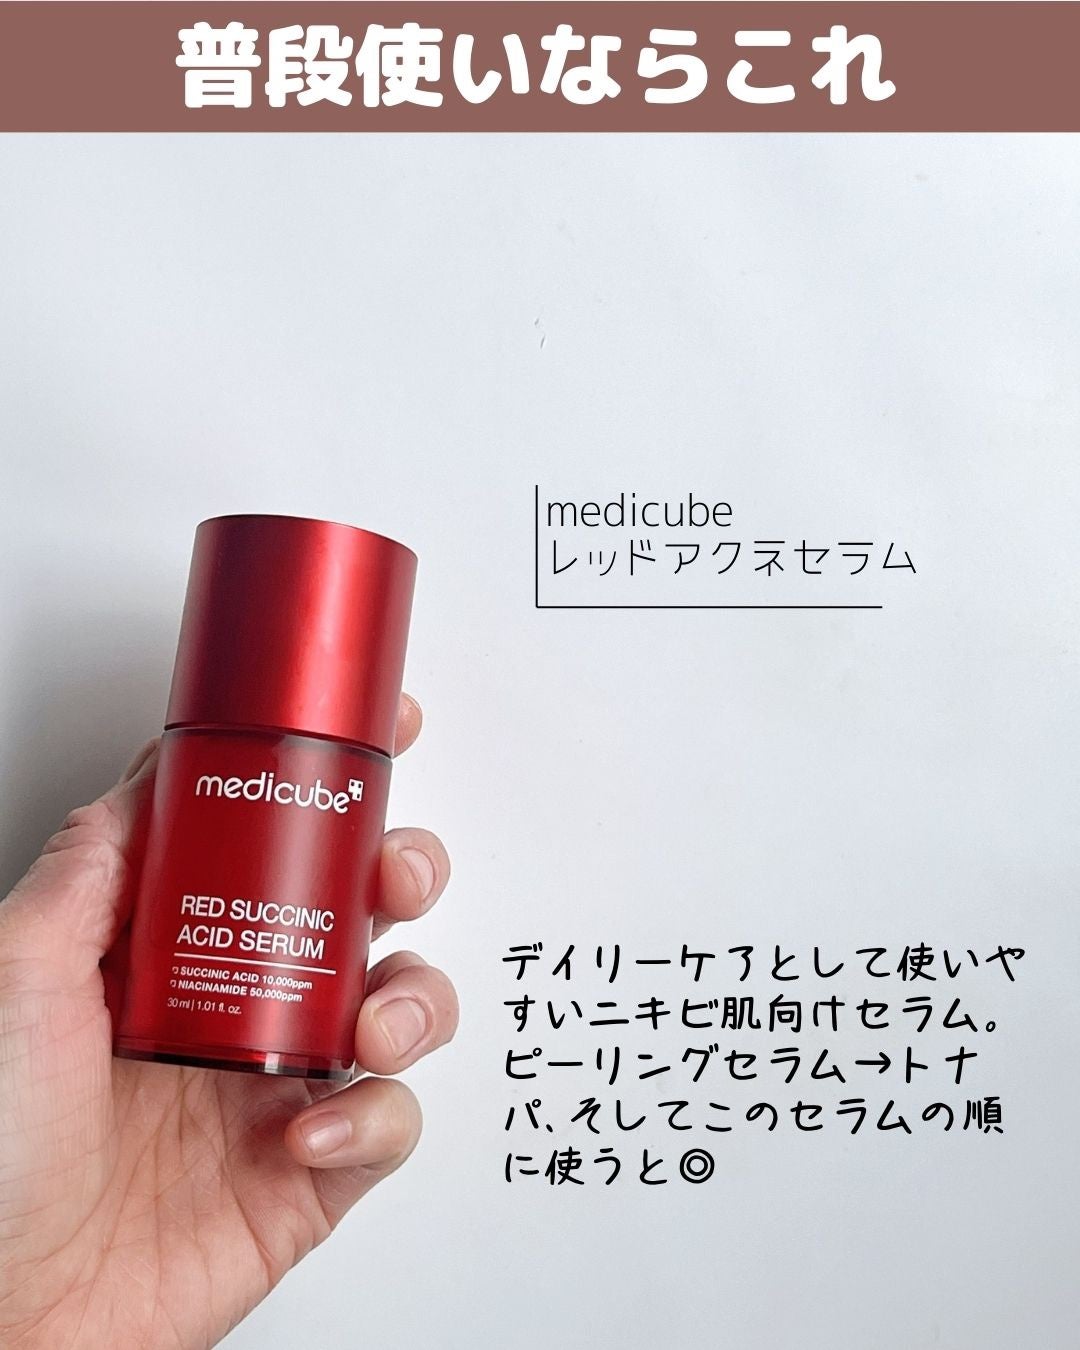 普段使いならこれ
medicube
レッドアクネセラム
medicube
RED SUCCINIC
ACID SERUM
SUCCINIC ACID 10,000ppm
NIACINAMIDE 50,000ppm
30 ml | 1.01 fl. oz.
デイリーケアとして使いや
すいニキビ肌向けセラム。
ピーリングセラム→トナ
パ、そしてこのセラムの順
に使うと◎